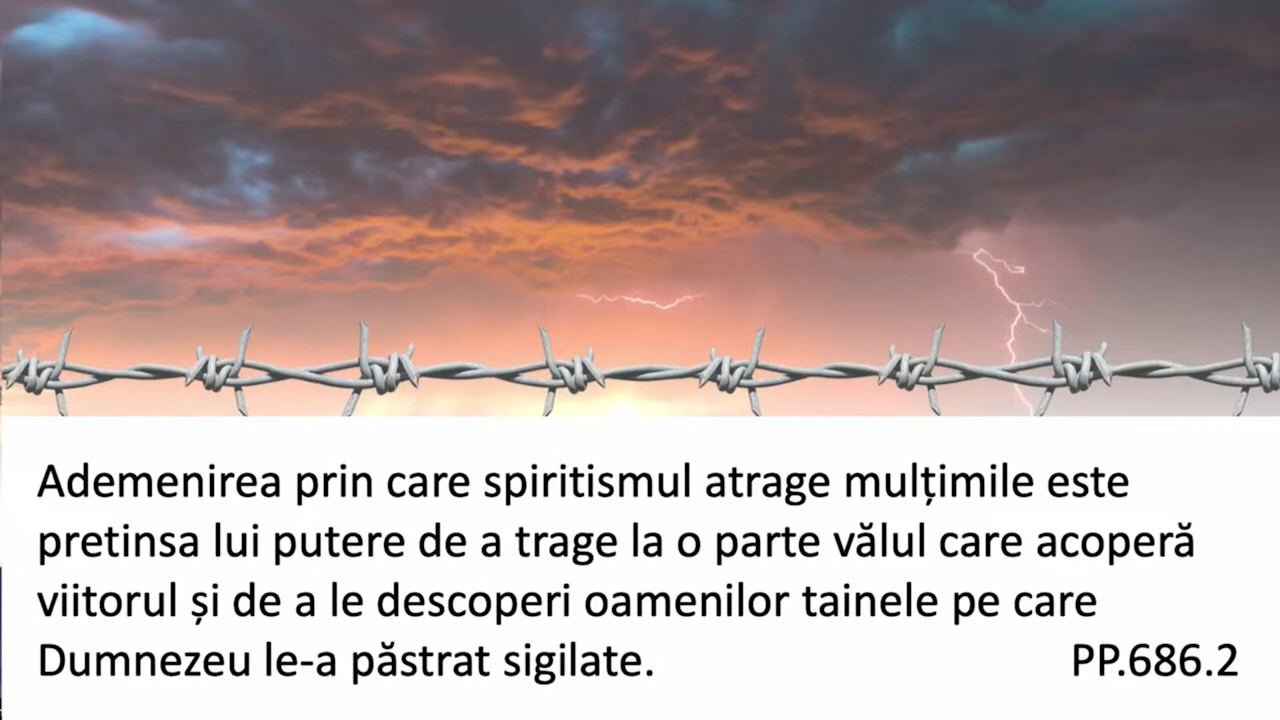 Ademenirea prin care spiritismul atrage mulțimile este
pretinsa lui putere de a trage la o parte vălul care acoperă
viitorul și de a le descoperi oamenilor tainele pe care
Dumnezeu le-a păstrat sigilate. PP.686.2